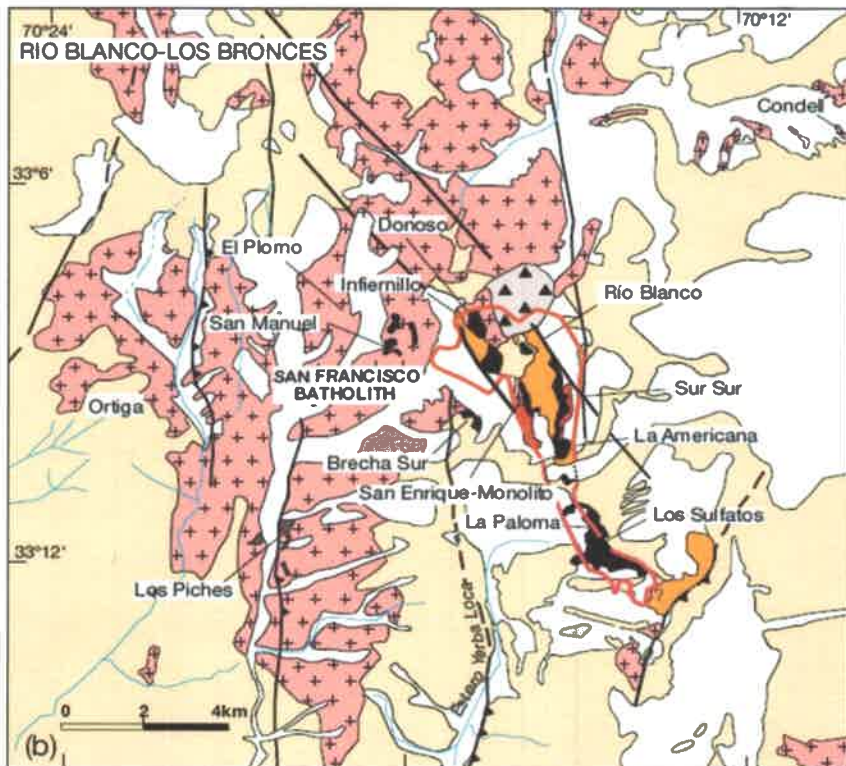 70°24'
70°12'
RIO BLANCO-LOS BRONCES
Condell
33°6'
Donoso
El Plomo
Infiernillo
Río Blanco
San Manuel
SAN FRANCISCO
BATHOLITH
Sur Sur
Ortiga
La Americana
Brecha Sur
San Enrique-Monolito
La Paloma
Los Sulfatos
33°12'
Los Piches
Estero Yerba Loca
0 2 4km
(b)